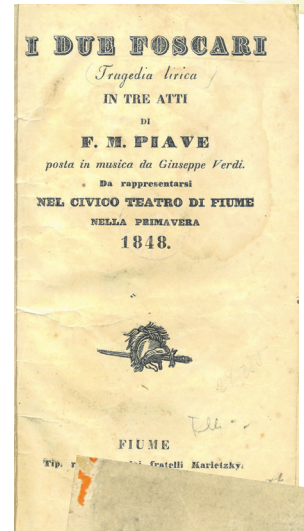 I DUE FOSCARI
Tragedia lirica
IN TRE ATTI
DI
F. M. PIAVE
posta in musica da Giuseppe Verdi.
Da rappresentarsi
NEL CIVICO TEATRO DI FIUME
NELLA PRIMAVERA
1848.
FIUME
Tip. fratelli Karletzky.